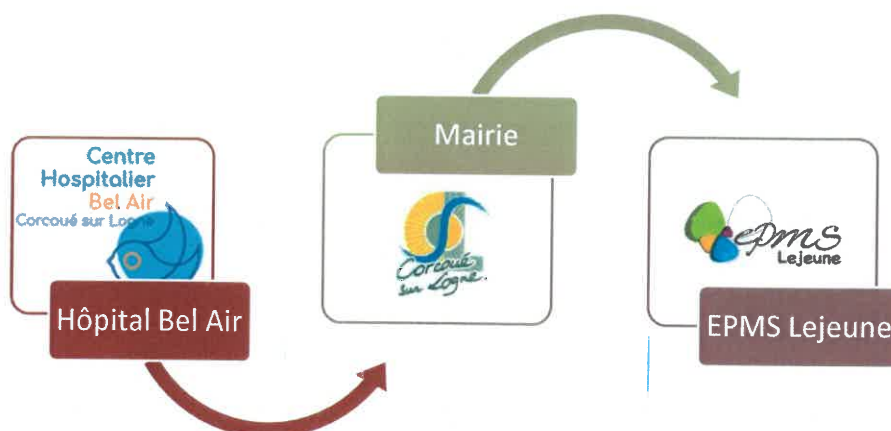 Centre
Hospitalier
Bel Air
Corcoué sur Logne
Hôpital Bel Air
Mairie
Corcoué
sur Logne
epms
Lejeune
EPMS Lejeune